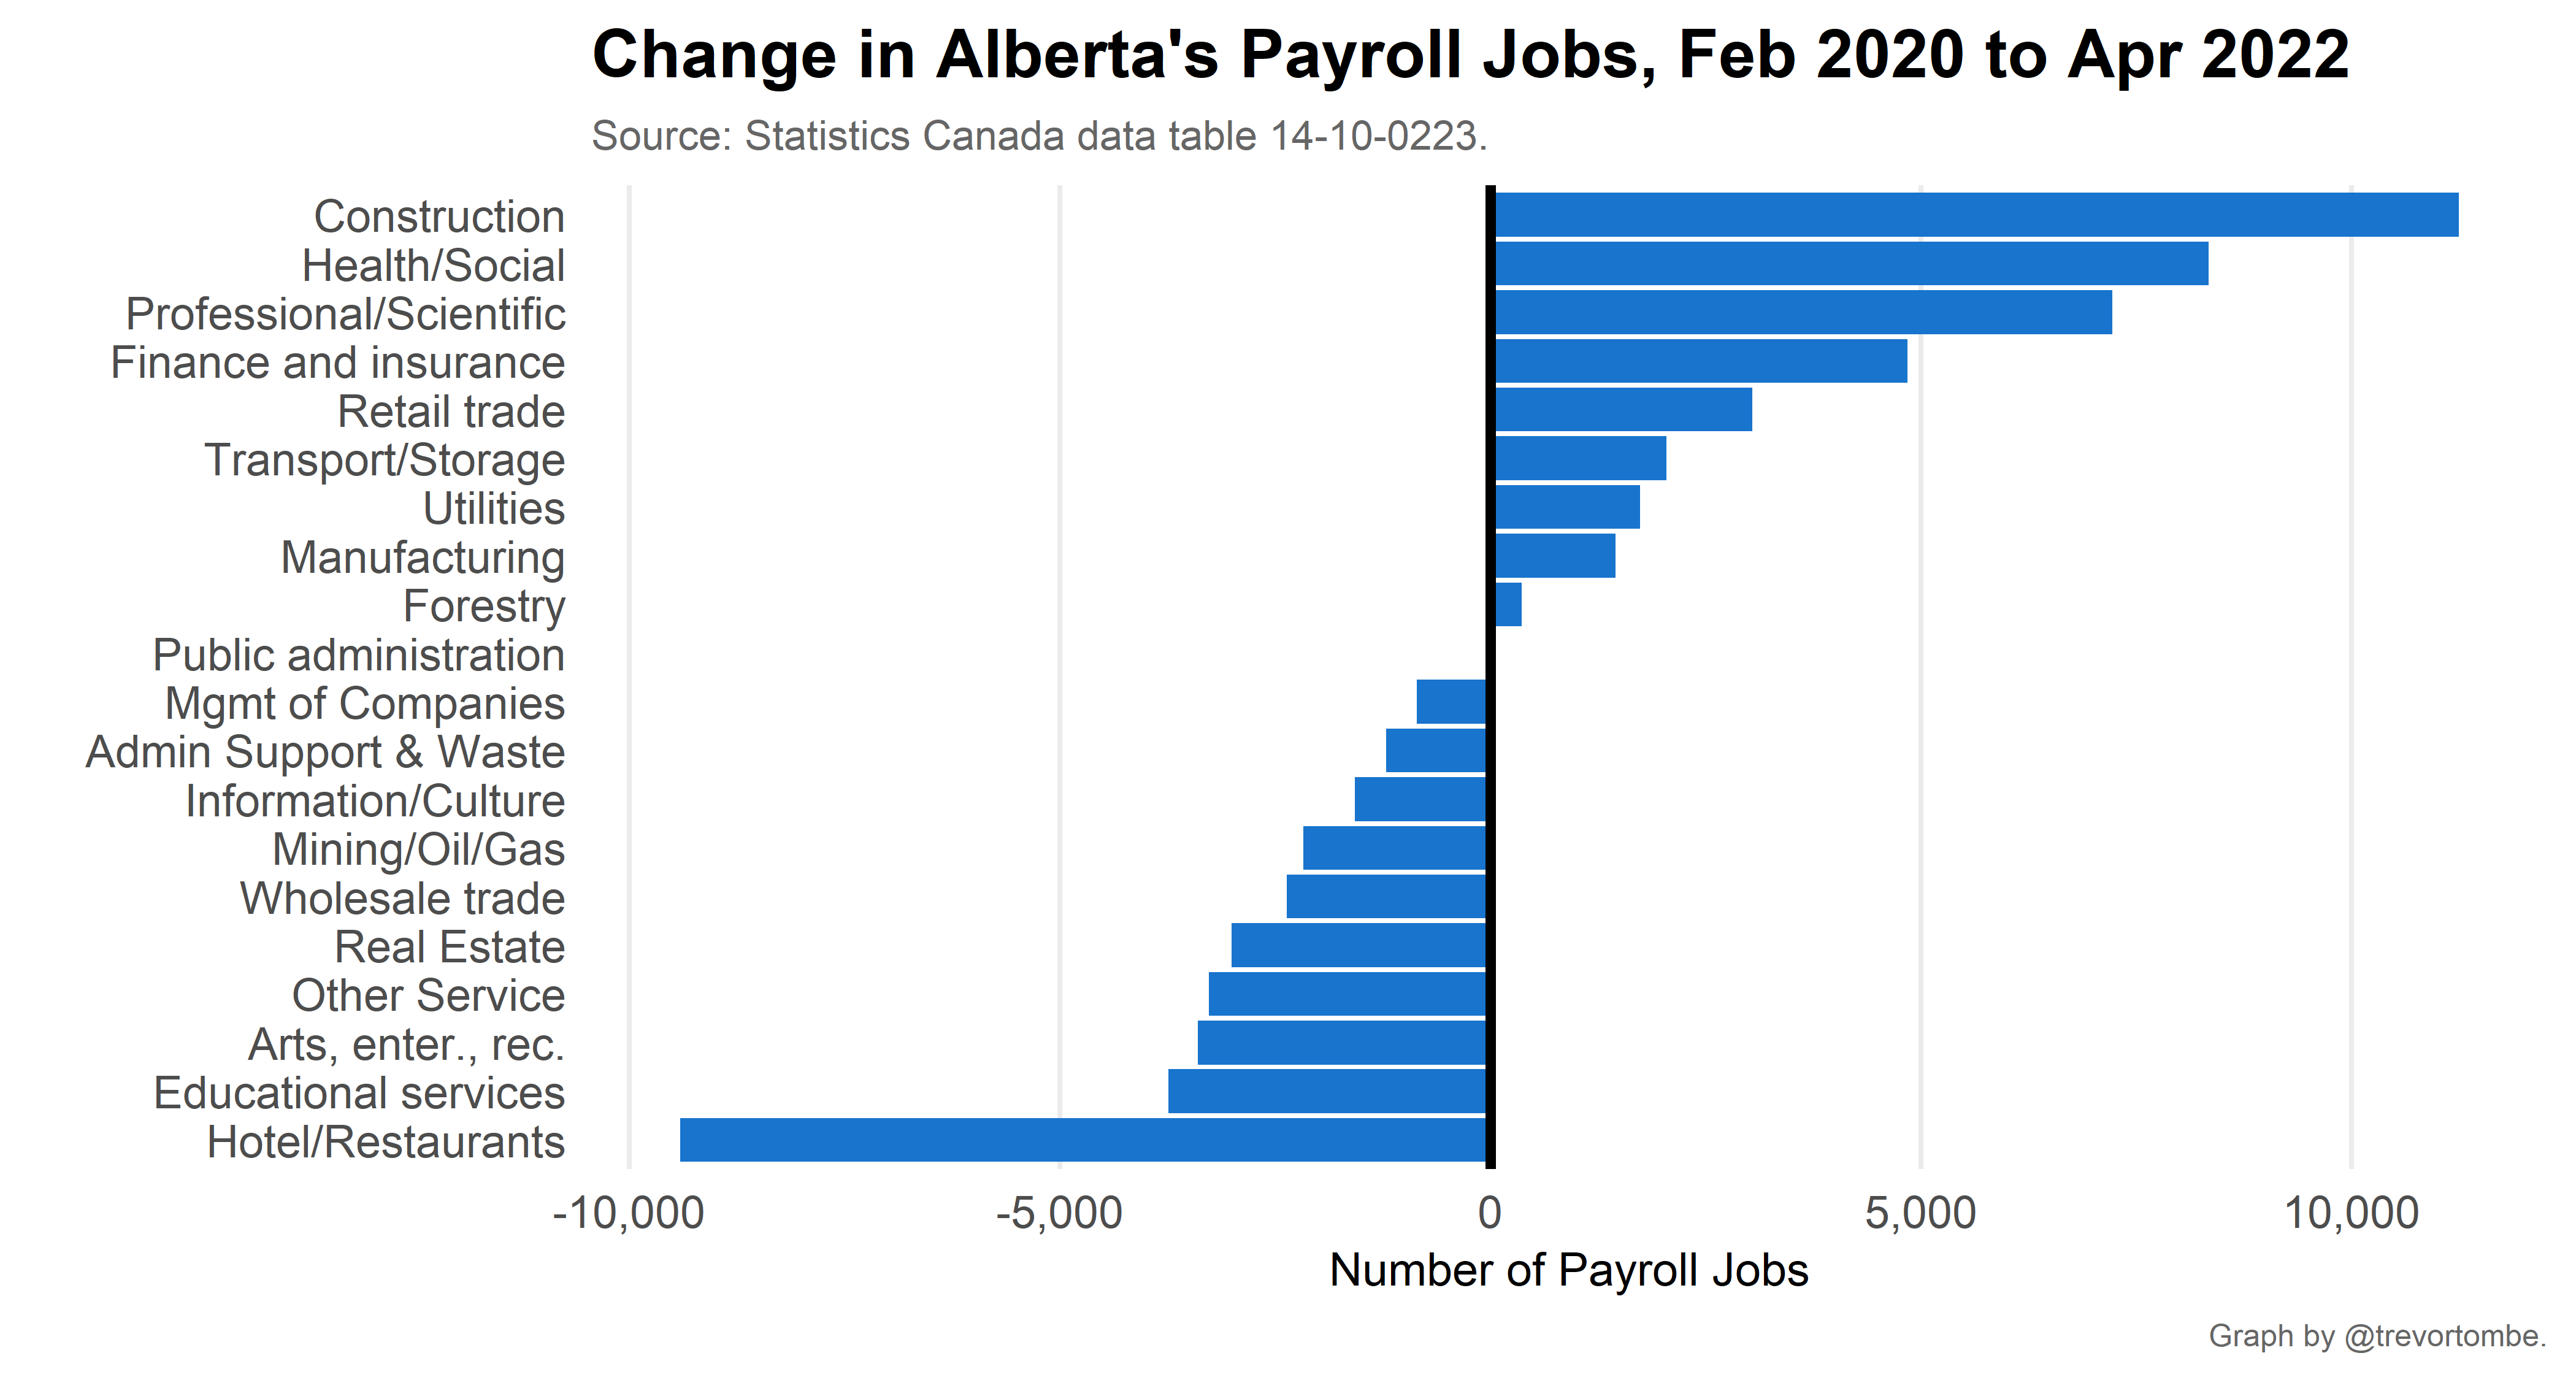 Change in Alberta's Payroll Jobs, Feb 2020 to Apr 2022
Source: Statistics Canada data table 14-10-0223.
Construction
Health/Social
Professional/Scientific
Finance and insurance
Retail trade
Transport/Storage
Utilities
Manufacturing
Forestry
Public administration
Mgmt of Companies
Admin Support & Waste
Information/Culture
Mining/Oil/Gas
Wholesale trade
Real Estate
Other Service
Arts, enter., rec.
Educational services
Hotel/Restaurants
-10,000 -5,000 0 5,000 10,000
Number of Payroll Jobs
Graph by @trevortombe.